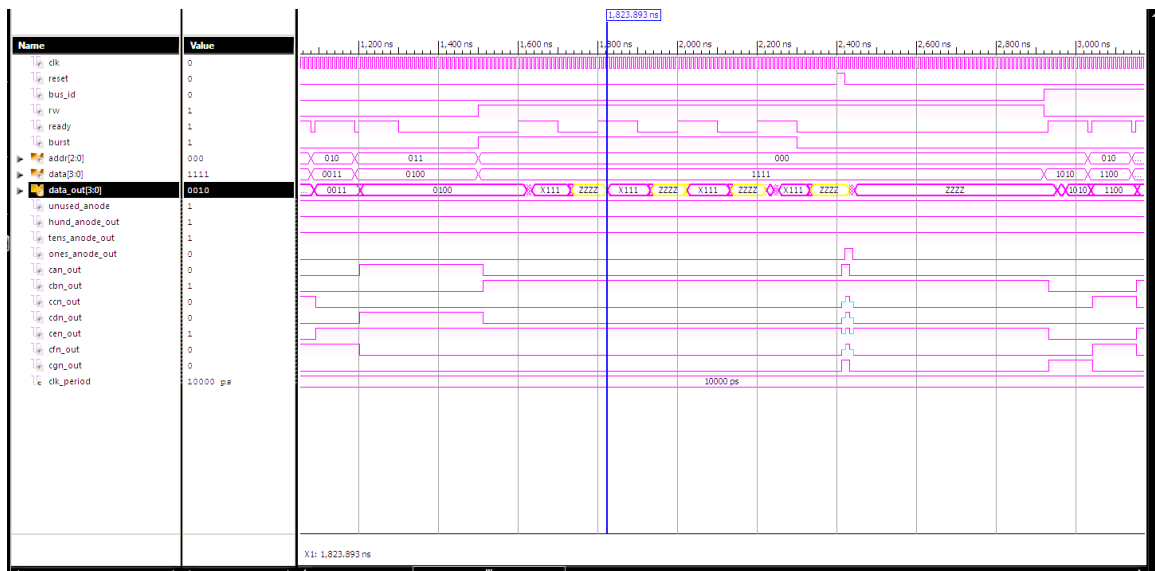 1,823.893 ns
Name Value
1,200 ns 1,400 ns 1,600 ns 1,800 ns 2,000 ns 2,200 ns 2,400 ns 2,600 ns 2,800 ns 3,000 ns
clk 0
reset 0
bus_id 0
rw 1
ready 1
burst 1
addr[2:0] 000 010 011 000 010 ...
data[3:0] 1111 0011 0100 1111 1010 1100 ...
data_out[3:0] 0010 ... 0011 0100 X111 ZZZZ X111 ZZZZ X111 ZZZZ X111 ZZZZ ZZZZ 1010 1100
unused_anode 1
hund_anode_out 1
tens_anode_out 1
ones_anode_out 0
can_out 0
cbn_out 1
ccn_out 0
cdn_out 0
cen_out 1
cfn_out 0
cgn_out 0
clk_period 10000 ps 10000 ps
X1: 1,823.893 ns